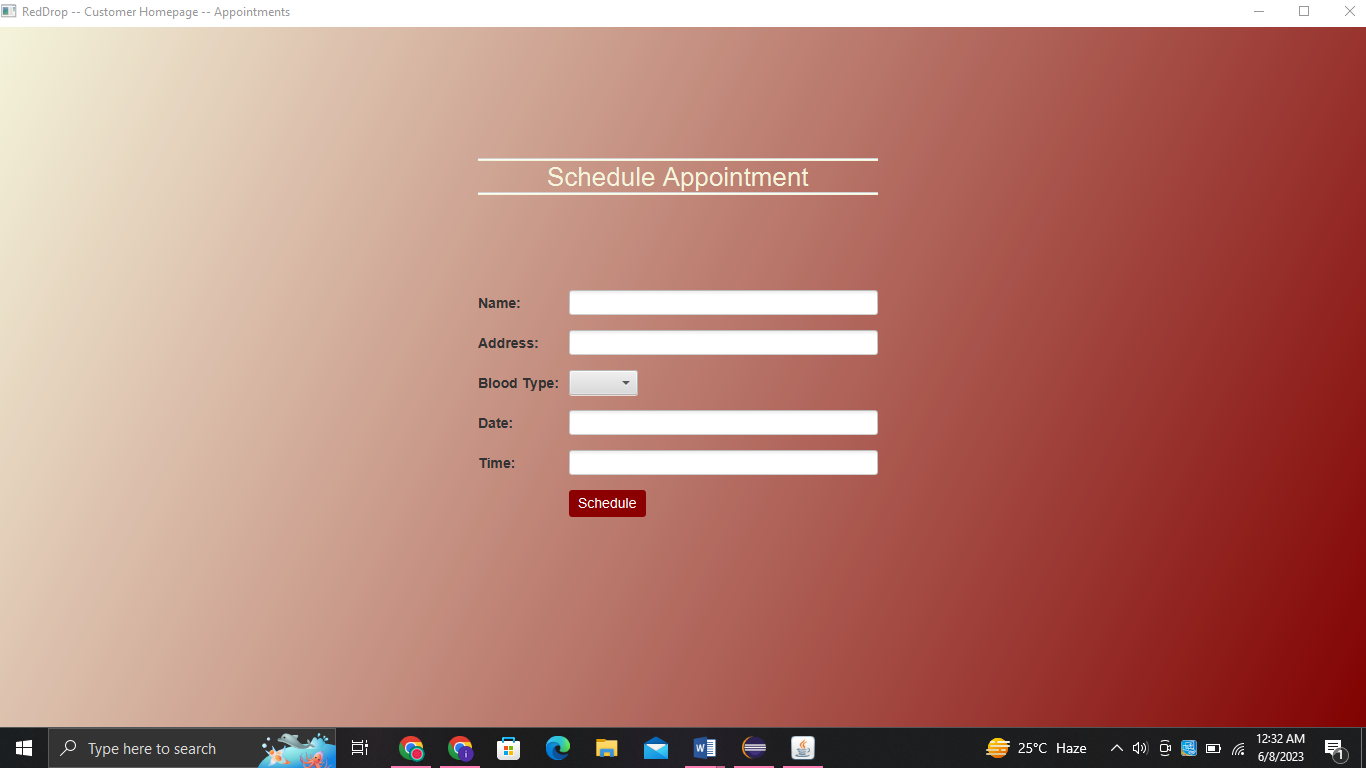 RedDrop -- Customer Homepage -- Appointments
Schedule Appointment
Name:
Address:
Blood Type:
Date:
Time:
Schedule
Type here to search
25°C Haze
12:32 AM
6/8/2023
1